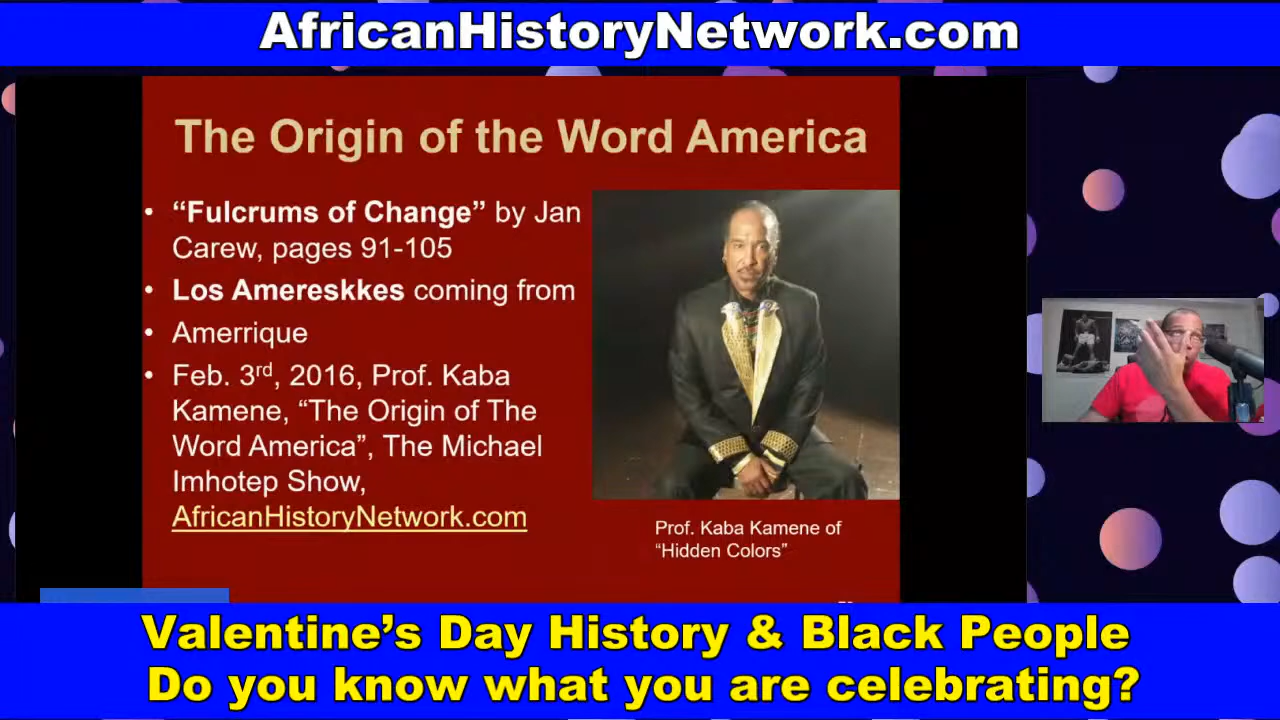 AfricanHistoryNetwork.com
The Origin of the Word America
• “Fulcrums of Change” by Jan
Carew, pages 91-105
• Los Amereskkes coming from
• Amerrique
• Feb. 3rd, 2016, Prof. Kaba
Kamene, “The Origin of The
Word America”, The Michael
Imhotep Show,
AfricanHistoryNetwork.com
Prof. Kaba Kamene of
“Hidden Colors”
Valentine’s Day History & Black People
Do you know what you are celebrating?